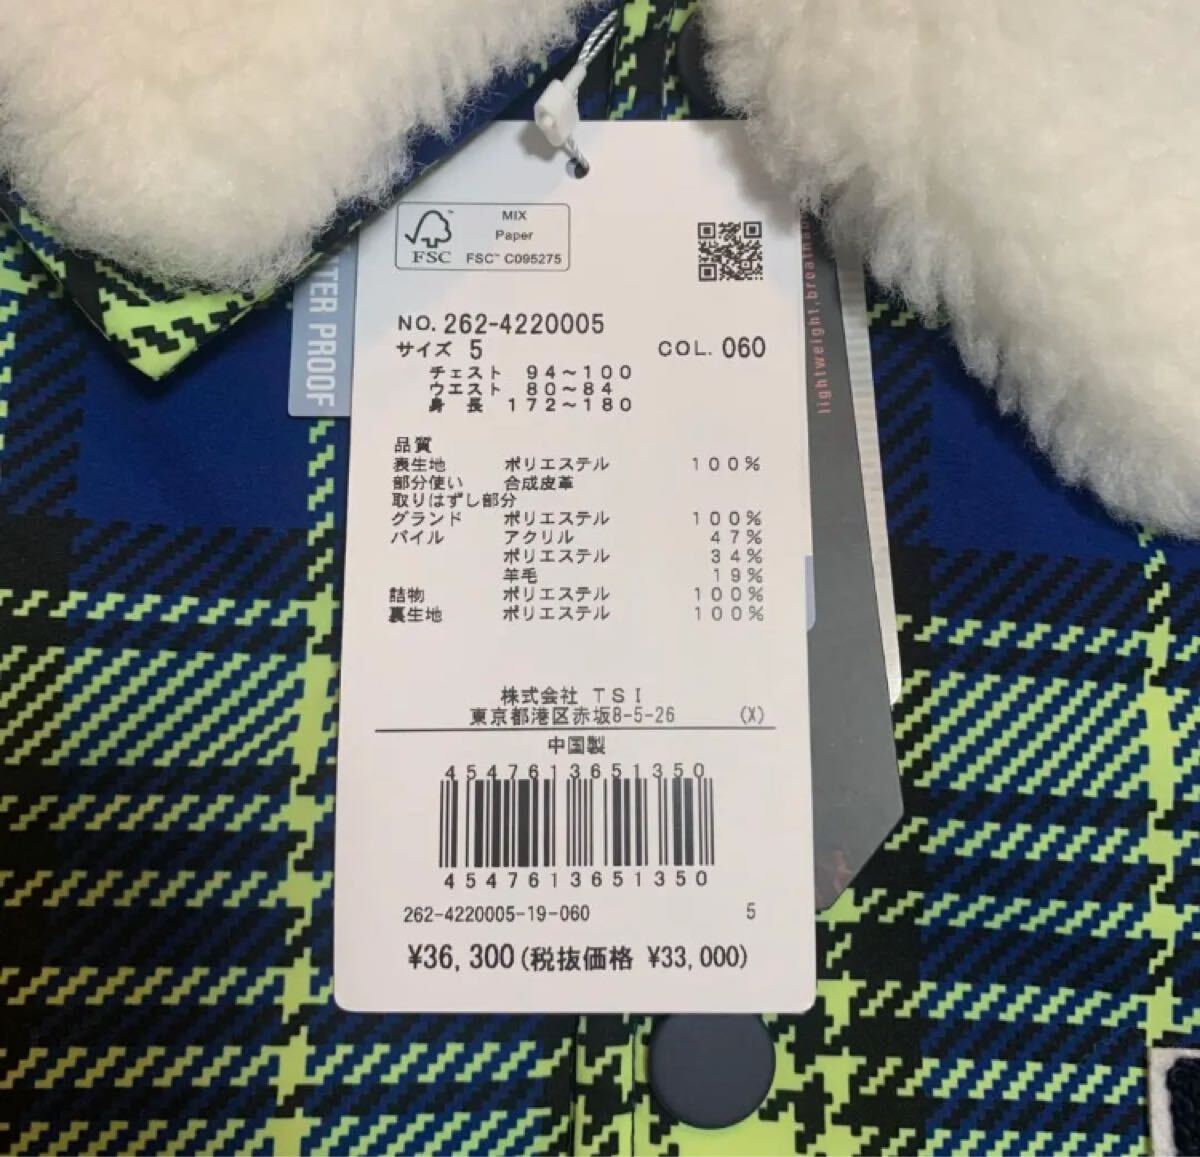 MIX
Paper
FSC™ C095275
FSC
TER PROOF
lightweight, breath
NO. 262-4220005
サイズ 5 COL. 060
チェスト 94～100
ウエスト 80～84
身 長 172～180
品質
表生地 ポリエステル 100%
部分使い 合成皮革
取りはずし部分
グランド ポリエステル 100%
パイル アクリル 47%
ポリエステル 34%
羊毛 19%
詰物 ポリエステル 100%
裏生地 ポリエステル 100%
株式会社 TSI
東京都港区赤坂8-5-26 (X)
中国製
4547613651350
4547613651350
262-4220005-19-060 5
¥36,300(税抜価格 ¥33,000)